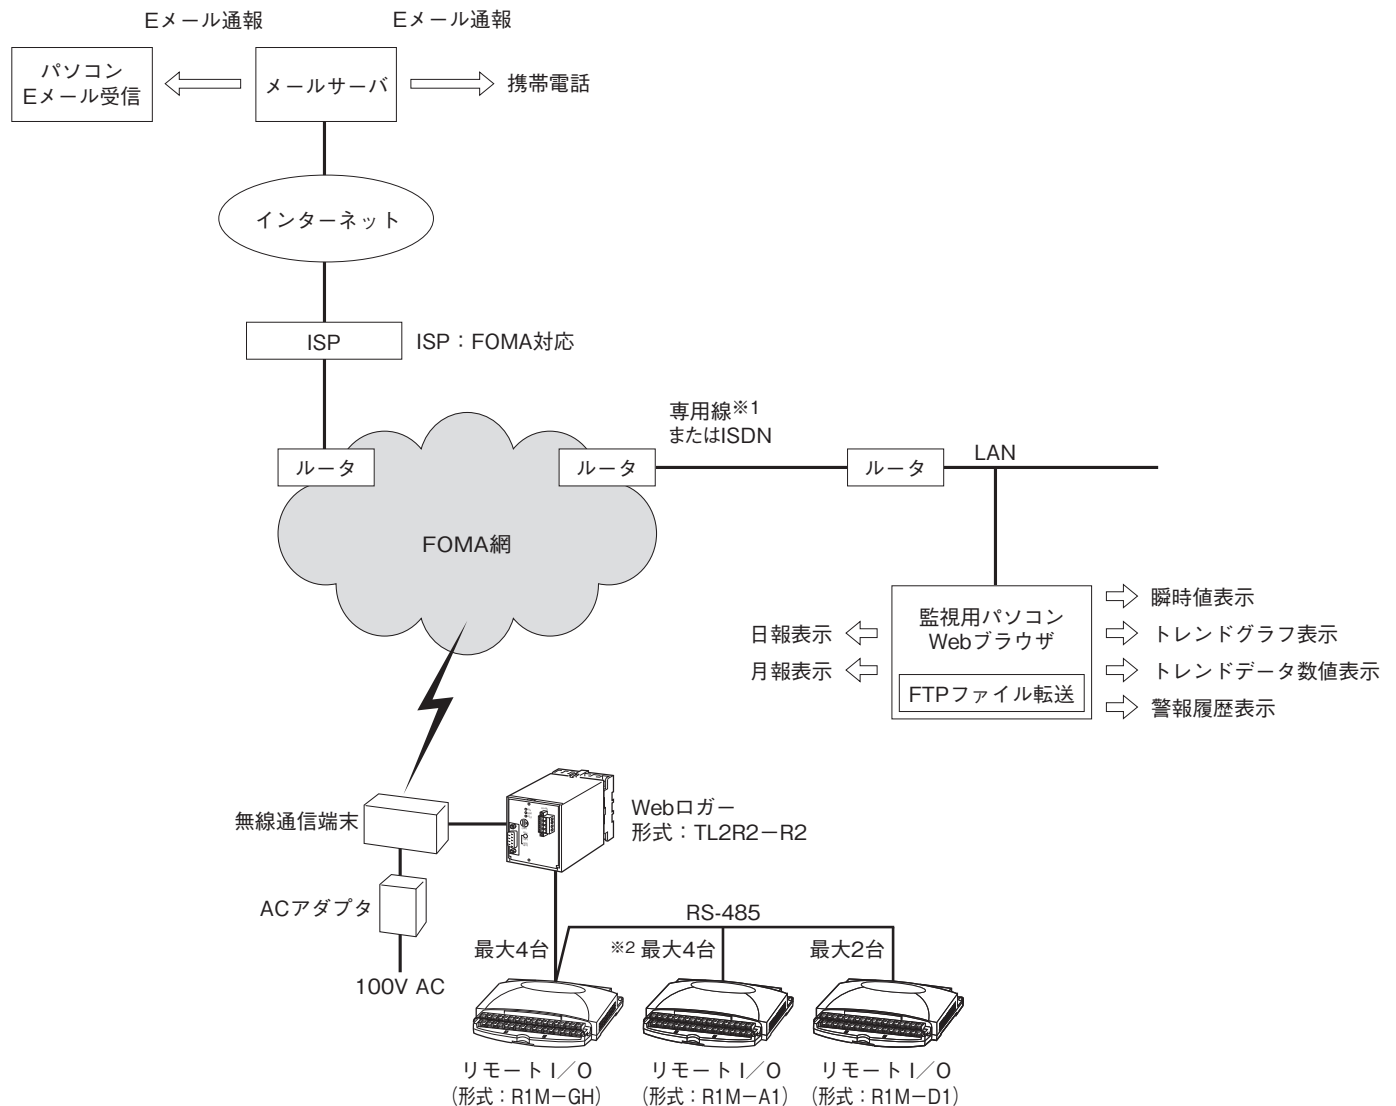 Eメール通報
Eメール通報
パソコン
Eメール受信
メールサーバ
携帯電話
インターネット
ISP
ISP：FOMA対応
専用線※1
またはISDN
ルータ
ルータ
ルータ
LAN
FOMA網
監視用パソコン
Webブラウザ
FTPファイル転送
日報表示
月報表示
瞬時値表示
トレンドグラフ表示
トレンドデータ数値表示
警報履歴表示
無線通信端末
Webロガー
形式：TL2R2－R2
ACアダプタ
100V AC
RS-485
最大4台
※2 最大4台
最大2台
リモート I／O
（形式：R1M－GH）
リモート I／O
（形式：R1M－A1）
リモート I／O
（形式：R1M－D1）